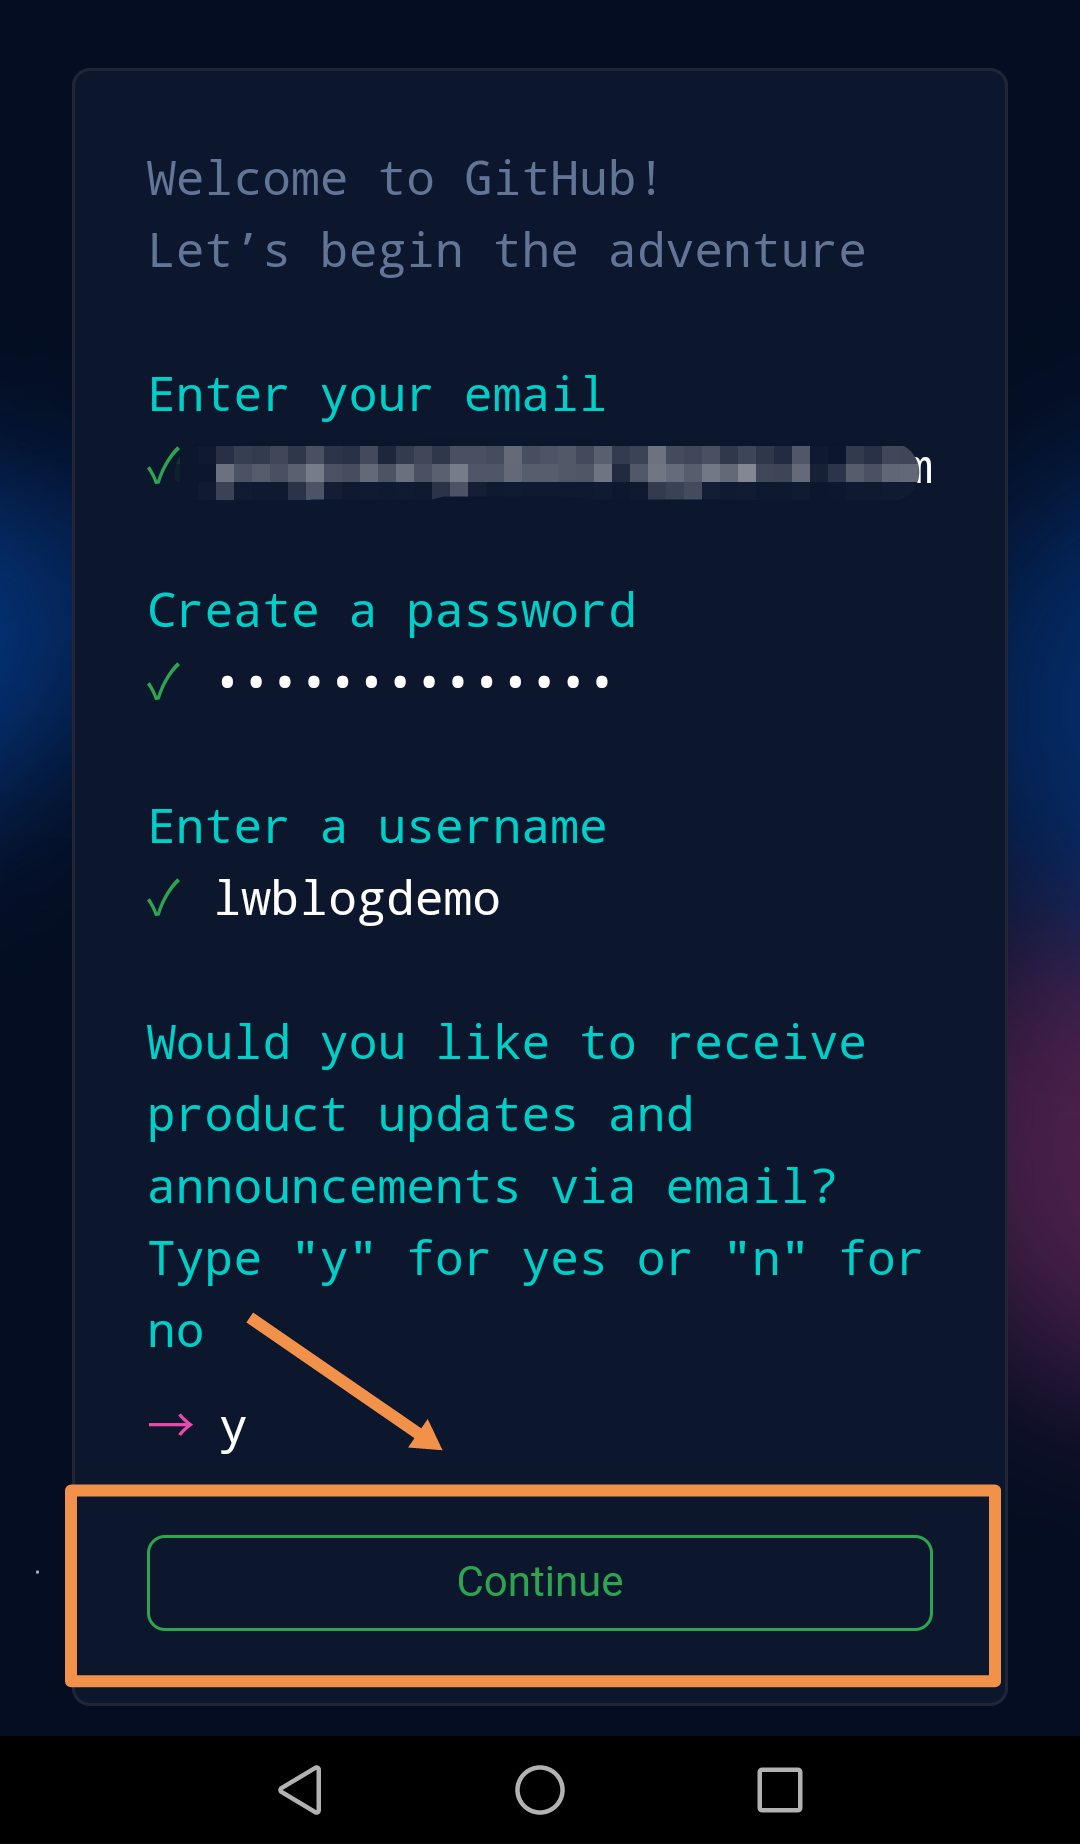 Welcome to GitHub!
Let’s begin the adventure
Enter your email
m
Create a password
••••••••••••••
Enter a username
lwblogdemo
Would you like to receive
product updates and
announcements via email?
Type "y" for yes or "n" for
no
→ y
Continue